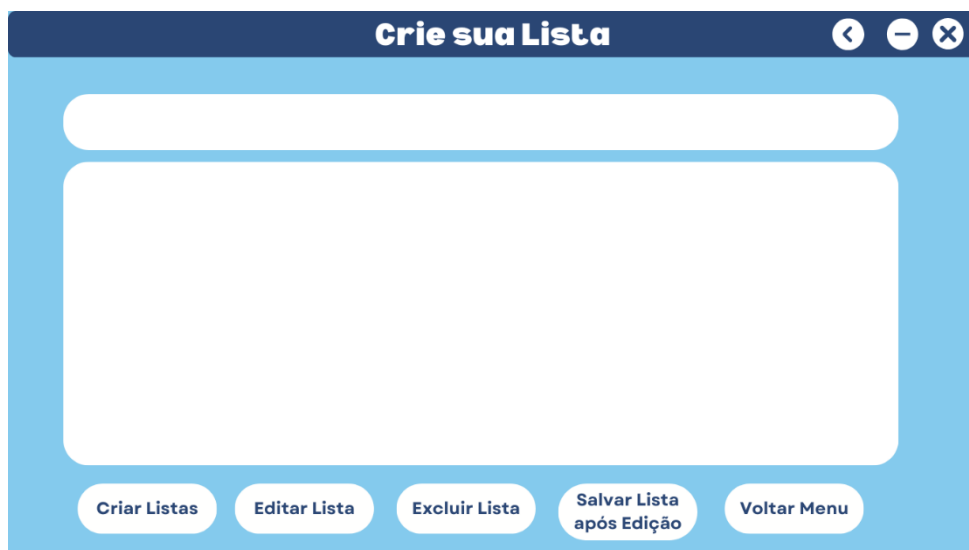 Crie sua Lista
Criar Listas
Editar Lista
Excluir Lista
Salvar Lista
após Edição
Voltar Menu